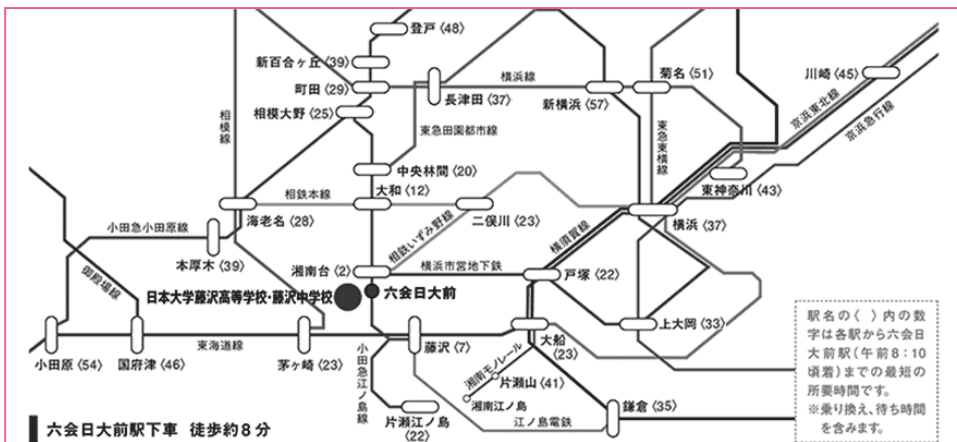 登戸〈48〉
新百合ヶ丘〈39〉
町田〈29〉
相模大野〈25〉
長津田〈37〉
横浜線
新横浜〈57〉
菊名〈51〉
川崎〈45〉
京浜東北線
京浜急行線
相模線
東急田園都市線
東急東横線
中央林間〈20〉
東神奈川〈43〉
相鉄本線
大和〈12〉
海老名〈28〉
二俣川〈23〉
横浜〈37〉
小田急小田原線
本厚木〈39〉
相鉄いずみ野線
横須賀線
御殿場線
湘南台〈2〉
横浜市営地下鉄
戸塚〈22〉
日本大学藤沢高等学校・藤沢中学校
六会日大前
上大岡〈33〉
小田原〈54〉
国府津〈46〉
東海道線
茅ヶ崎〈23〉
藤沢〈7〉
大船
〈23〉
小田急江ノ島線
湘南モノレール
片瀬山〈41〉
湘南江ノ島
片瀬江ノ島
〈22〉
江ノ島電鉄
鎌倉〈35〉
駅名の〈 〉内の数
字は各駅から六会日
大前駅(午前8:10
頃着)までの最短の
所要時間です。
※乗り換え、待ち時間
を含みます。
六会日大前駅下車 徒歩約8分